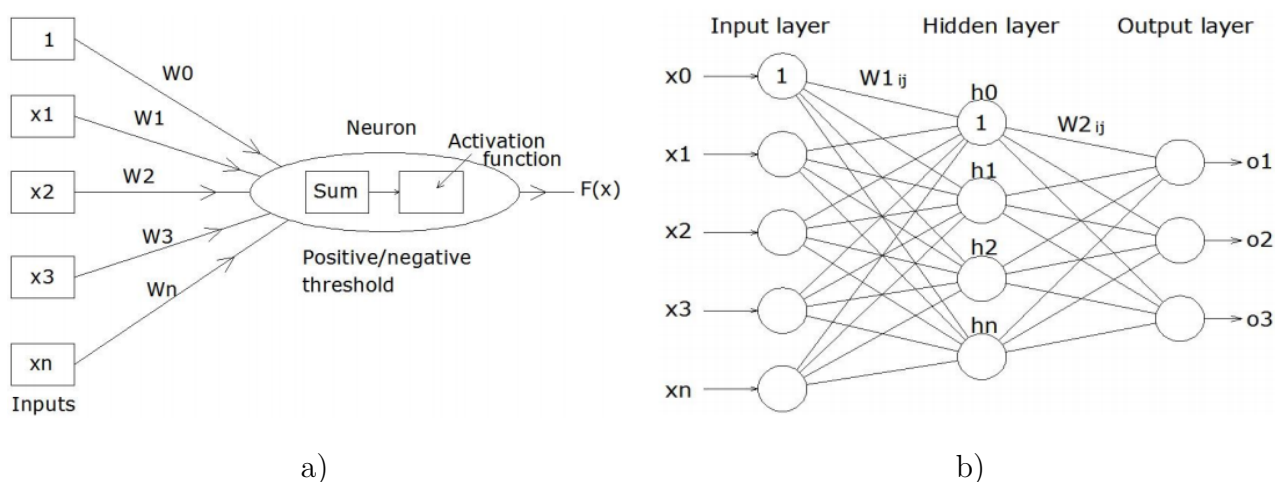 1
W0
x1
W1
Neuron
Activation
function
x2
W2
Sum
F(x)
W3
x3
Positive/negative
threshold
Wn
xn
Inputs
a)
Input layer
Hidden layer
Output layer
x0
1
W1 ij
h0
1
W2 ij
x1
h1
o1
x2
h2
o2
x3
hn
o3
xn
b)